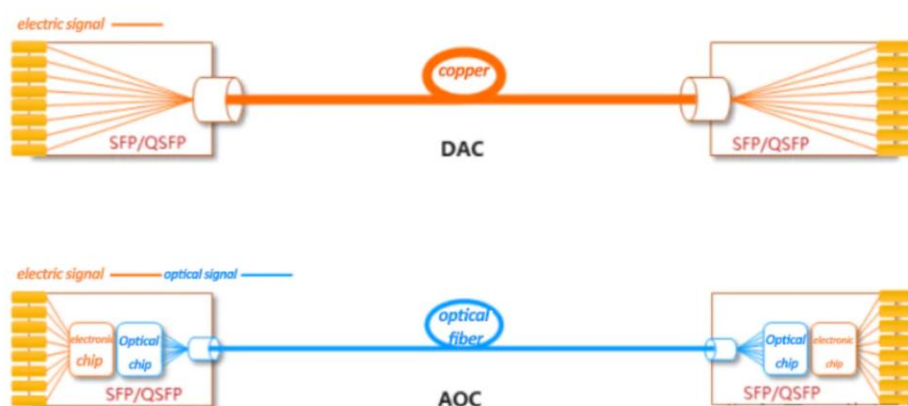 electric signal
copper
SFP/QSFP
SFP/QSFP
DAC
electric signal
optical signal
optical
fiber
electronic
chip
Optical
chip
Optical
chip
electronic
chip
SFP/QSFP
SFP/QSFP
AOC